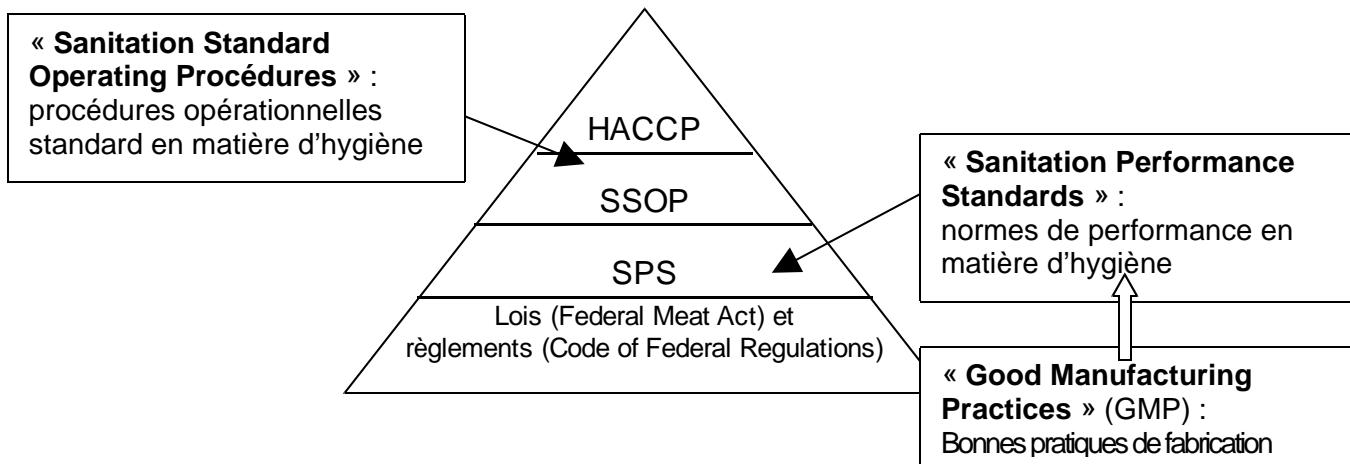 « Sanitation Standard
Operating Procédures » :
procédures opérationnelles
standard en matière d’hygiène
HACCP
SSOP
SPS
Lois (Federal Meat Act) et
règlements (Code of Federal Regulations)
« Sanitation Performance
Standards » :
normes de performance en
matière d’hygiène
« Good Manufacturing
Practices » (GMP) :
Bonnes pratiques de fabrication